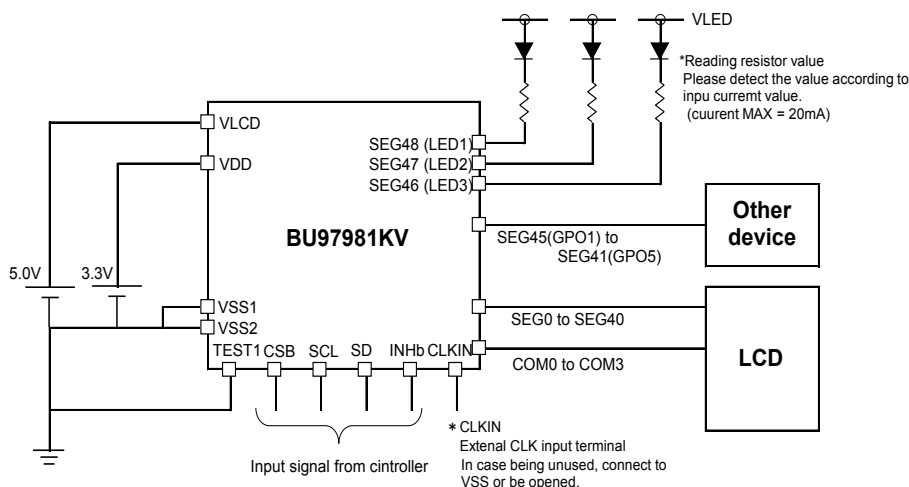 VLED
*Reading resistor value
Please detect the value according to
inpu curremt value.
(cuurent MAX = 20mA)
VLCD
VDD
SEG48 (LED1)
SEG47 (LED2)
SEG46 (LED3)
BU97981KV
SEG45(GPO1) to
SEG41(GPO5)
Other
device
5.0V
3.3V
VSS1
VSS2
SEG0 to SEG40
COM0 to COM3
LCD
TEST1 CSB SCL SD INHb CLKIN
Input signal from cintroller
* CLKIN
Extenal CLK input terminal
In case being unused, connect to
VSS or be opened.